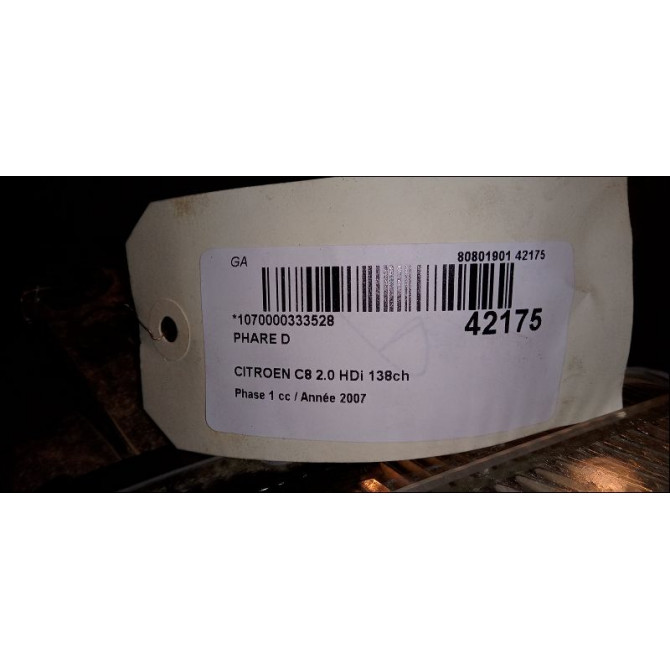 GA
80801901 42175
*1070000333528
42175
PHARE D
CITROEN C8 2.0 HDi 138ch
Phase 1 cc / Année 2007